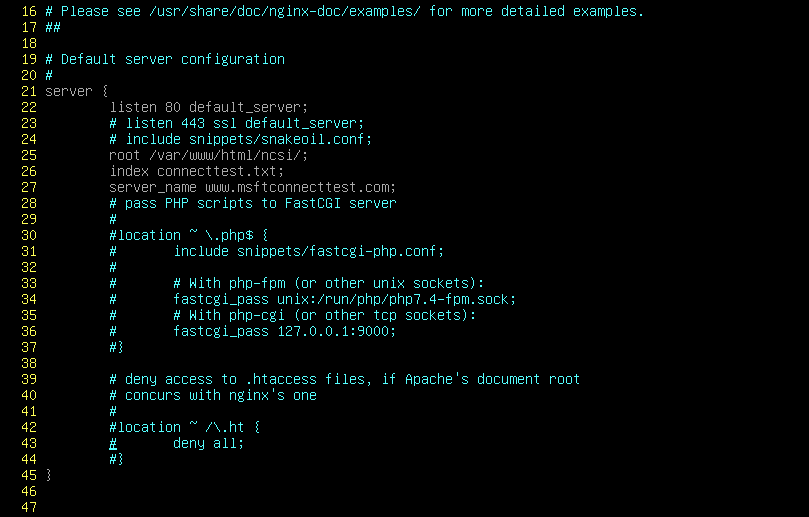 16 # Please see /usr/share/doc/nginx-doc/examples/ for more detailed examples.
17 ##
18
19 # Default server configuration
20 #
21 server {
22         listen 80 default_server;
23         # listen 443 ssl default_server;
24         # include snippets/snakeoil.conf;
25         root /var/www/html/ncsi/;
26         index connecttest.txt;
27         server_name www.msftconnecttest.com;
28         # pass PHP scripts to FastCGI server
29         #
30         #location ~ \.php$ {
31         #       include snippets/fastcgi-php.conf;
32         #
33         #       # With php-fpm (or other unix sockets):
34         #       fastcgi_pass unix:/run/php/php7.4-fpm.sock;
35         #       # With php-cgi (or other tcp sockets):
36         #       fastcgi_pass 127.0.0.1:9000;
37         #}
38
39         # deny access to .htaccess files, if Apache's document root
40         # concurs with nginx's one
41         #
42         #location ~ /\.ht {
43         #       deny all;
44         #}
45 }
46
47